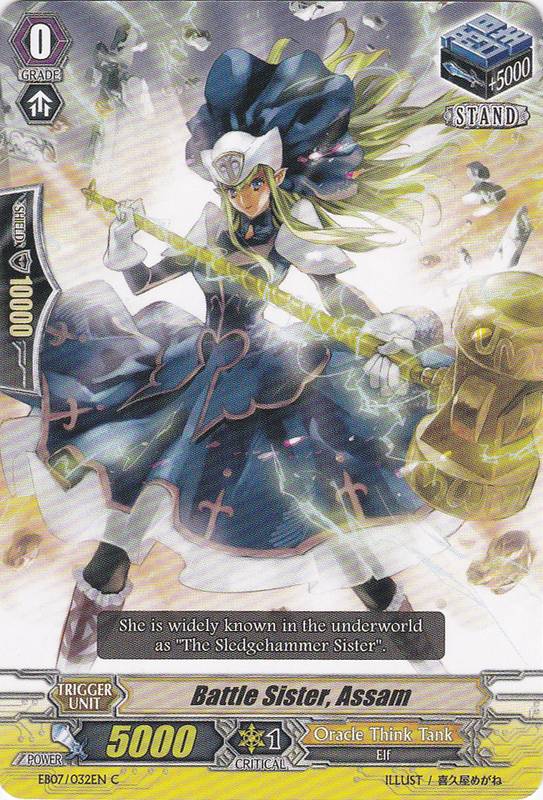 0
GRADE
+5000
STAND
SHIELD
10000
She is widely known in the underworld
as "The Sledgehammer Sister".
TRIGGER
UNIT
Battle Sister, Assam
POWER
5000
1
CRITICAL
Oracle Think Tank
Elf
EB07/032EN C
ILLUST / 喜久屋めがね